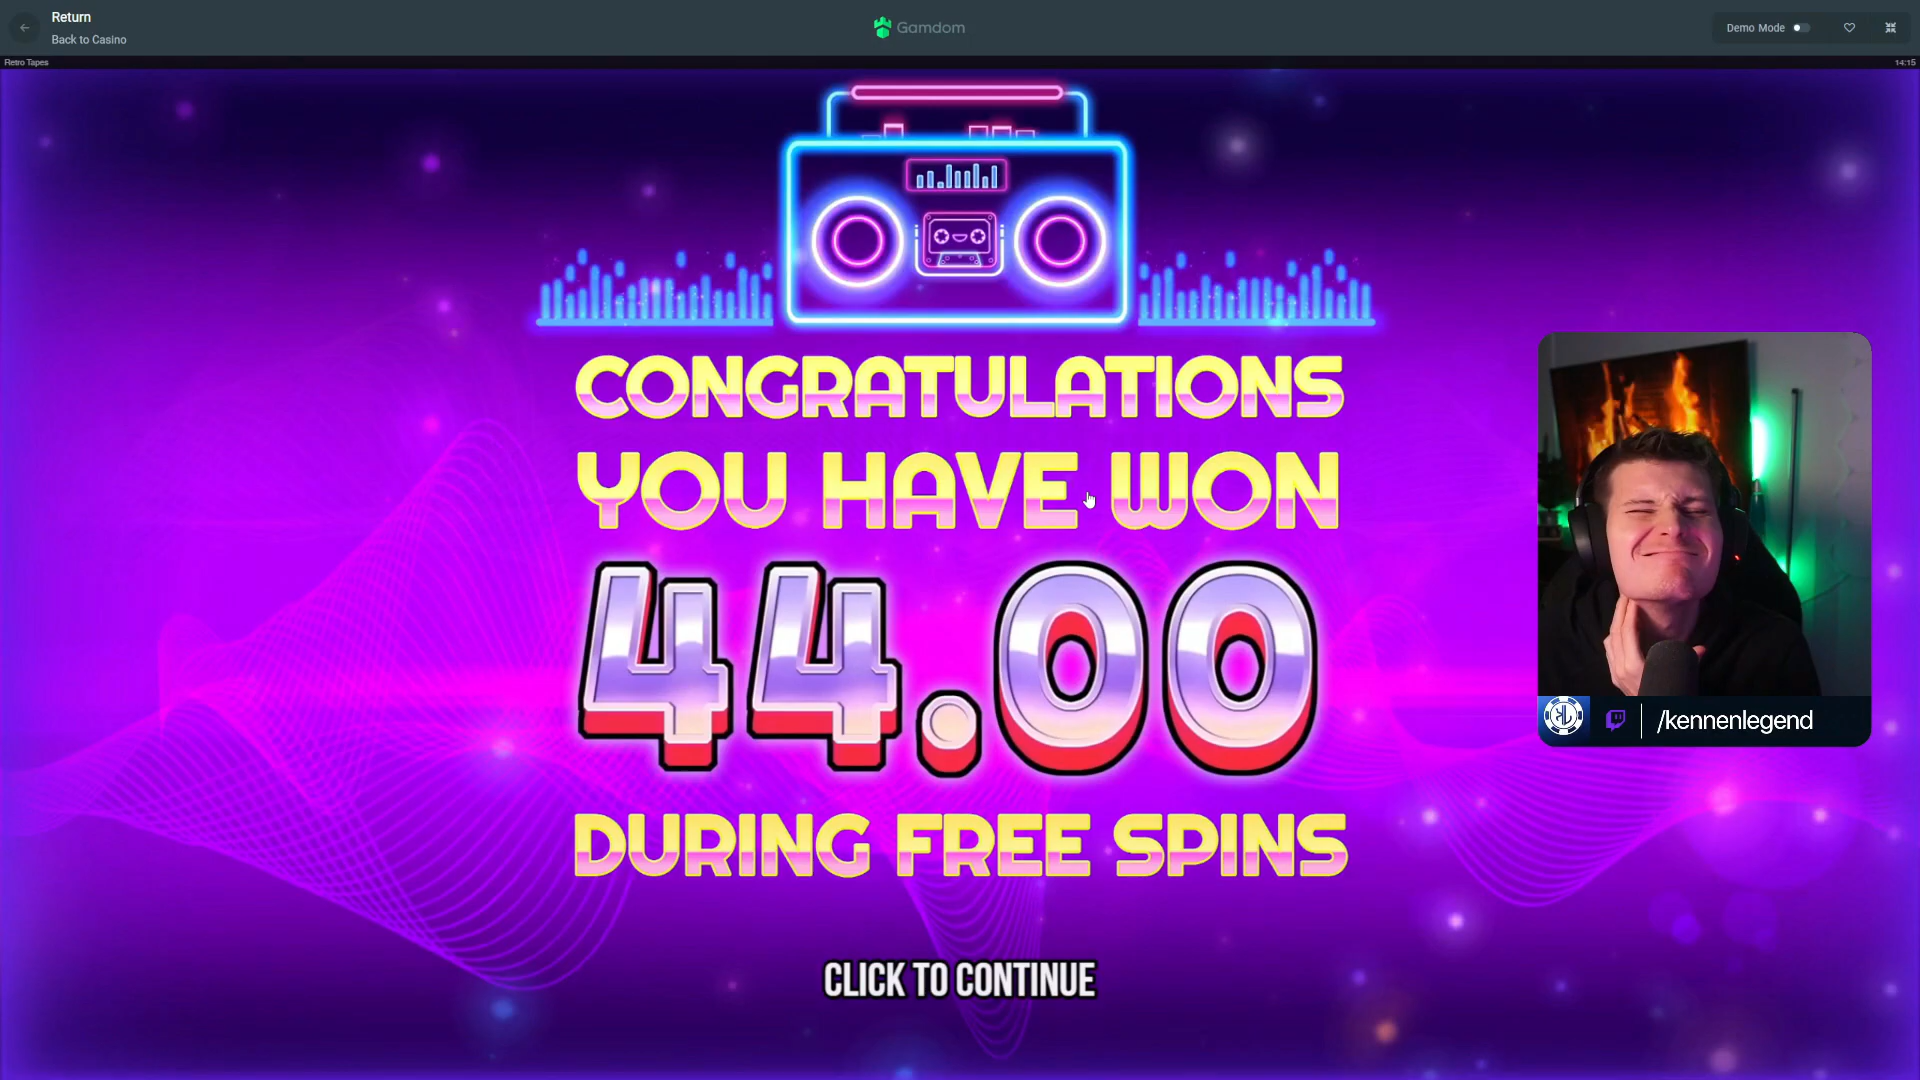 Return
Back to Casino
Gamdom
Demo Mode
Retro Tapes
14:15
CONGRATULATIONS
YOU HAVE WON
44.00
DURING FREE SPINS
CLICK TO CONTINUE
/kennenlegend